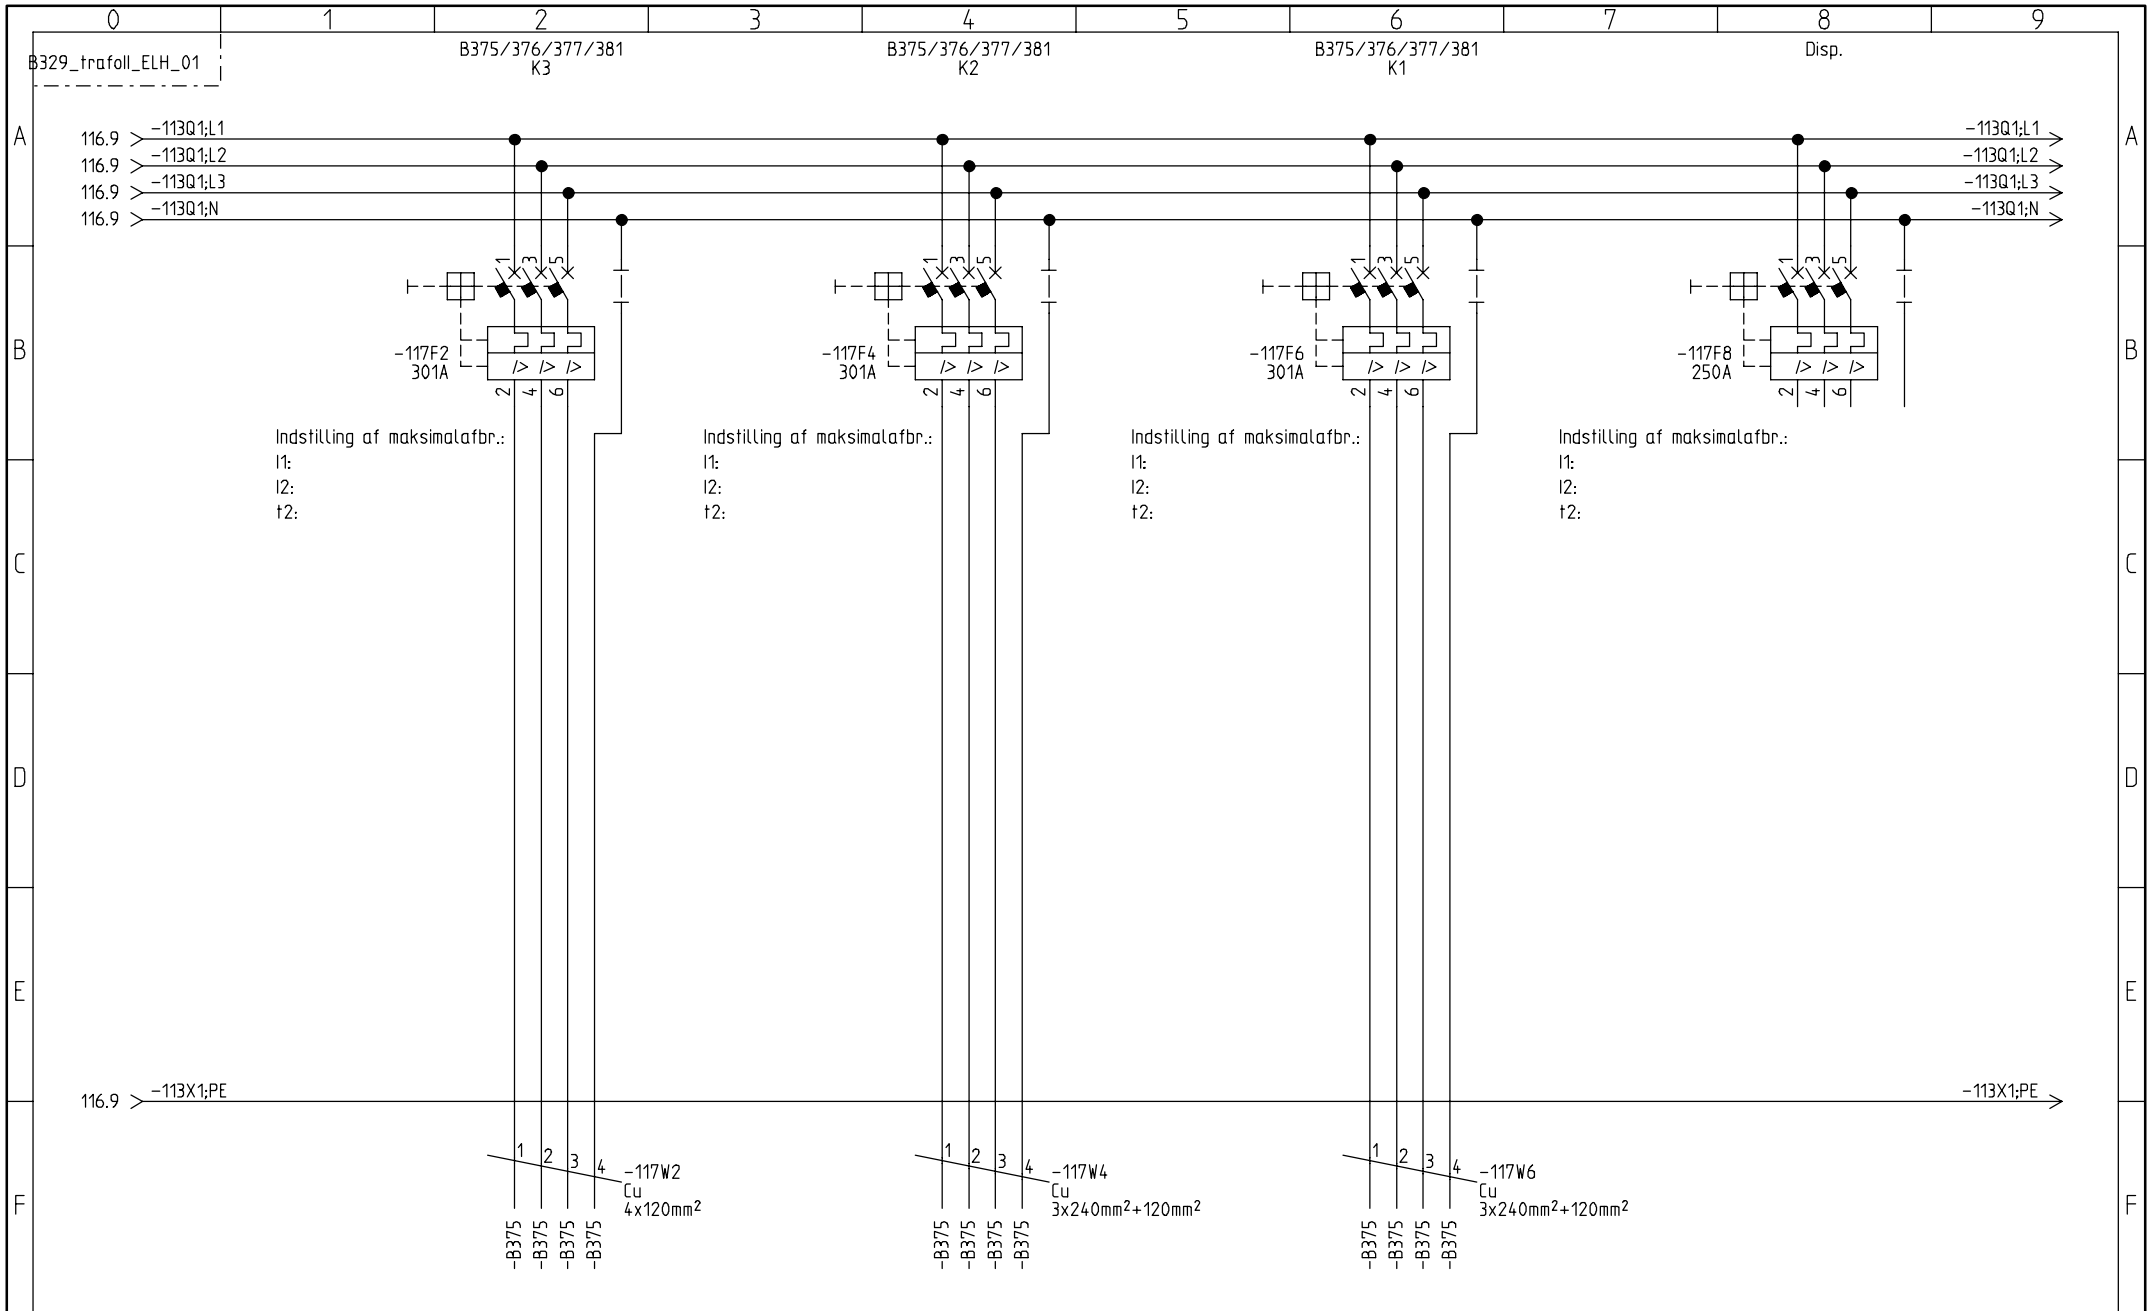 0 1 2 3 4 5 6 7 8 9
B329_trafoII_ELH_01
B375/376/377/381
K3
B375/376/377/381
K2
B375/376/377/381
K1
Disp.
A A
116.9 -113Q1;L1 -113Q1;L1
116.9 -113Q1;L2 -113Q1;L2
116.9 -113Q1;L3 -113Q1;L3
116.9 -113Q1;N -113Q1;N
1 3 5
1 3 5
1 3 5
1 3 5
B B
-117F2
301A
I> I> I>
2 4 6
-117F4
301A
I> I> I>
2 4 6
-117F6
301A
I> I> I>
2 4 6
-117F8
250A
I> I> I>
2 4 6
Indstilling af maksimalafbr.:
I1:
I2:
t2:
Indstilling af maksimalafbr.:
I1:
I2:
t2:
Indstilling af maksimalafbr.:
I1:
I2:
t2:
Indstilling af maksimalafbr.:
I1:
I2:
t2:
C C
D D
E E
116.9 -113X1;PE -113X1;PE
1 2 3 4
-117W2
Cu
4x120mm²
1 2 3 4
-117W4
Cu
3x240mm²+120mm²
1 2 3 4
-117W6
Cu
3x240mm²+120mm²
F F
-B375
-B375
-B375
-B375
-B375
-B375
-B375
-B375
-B375
-B375
-B375
-B375